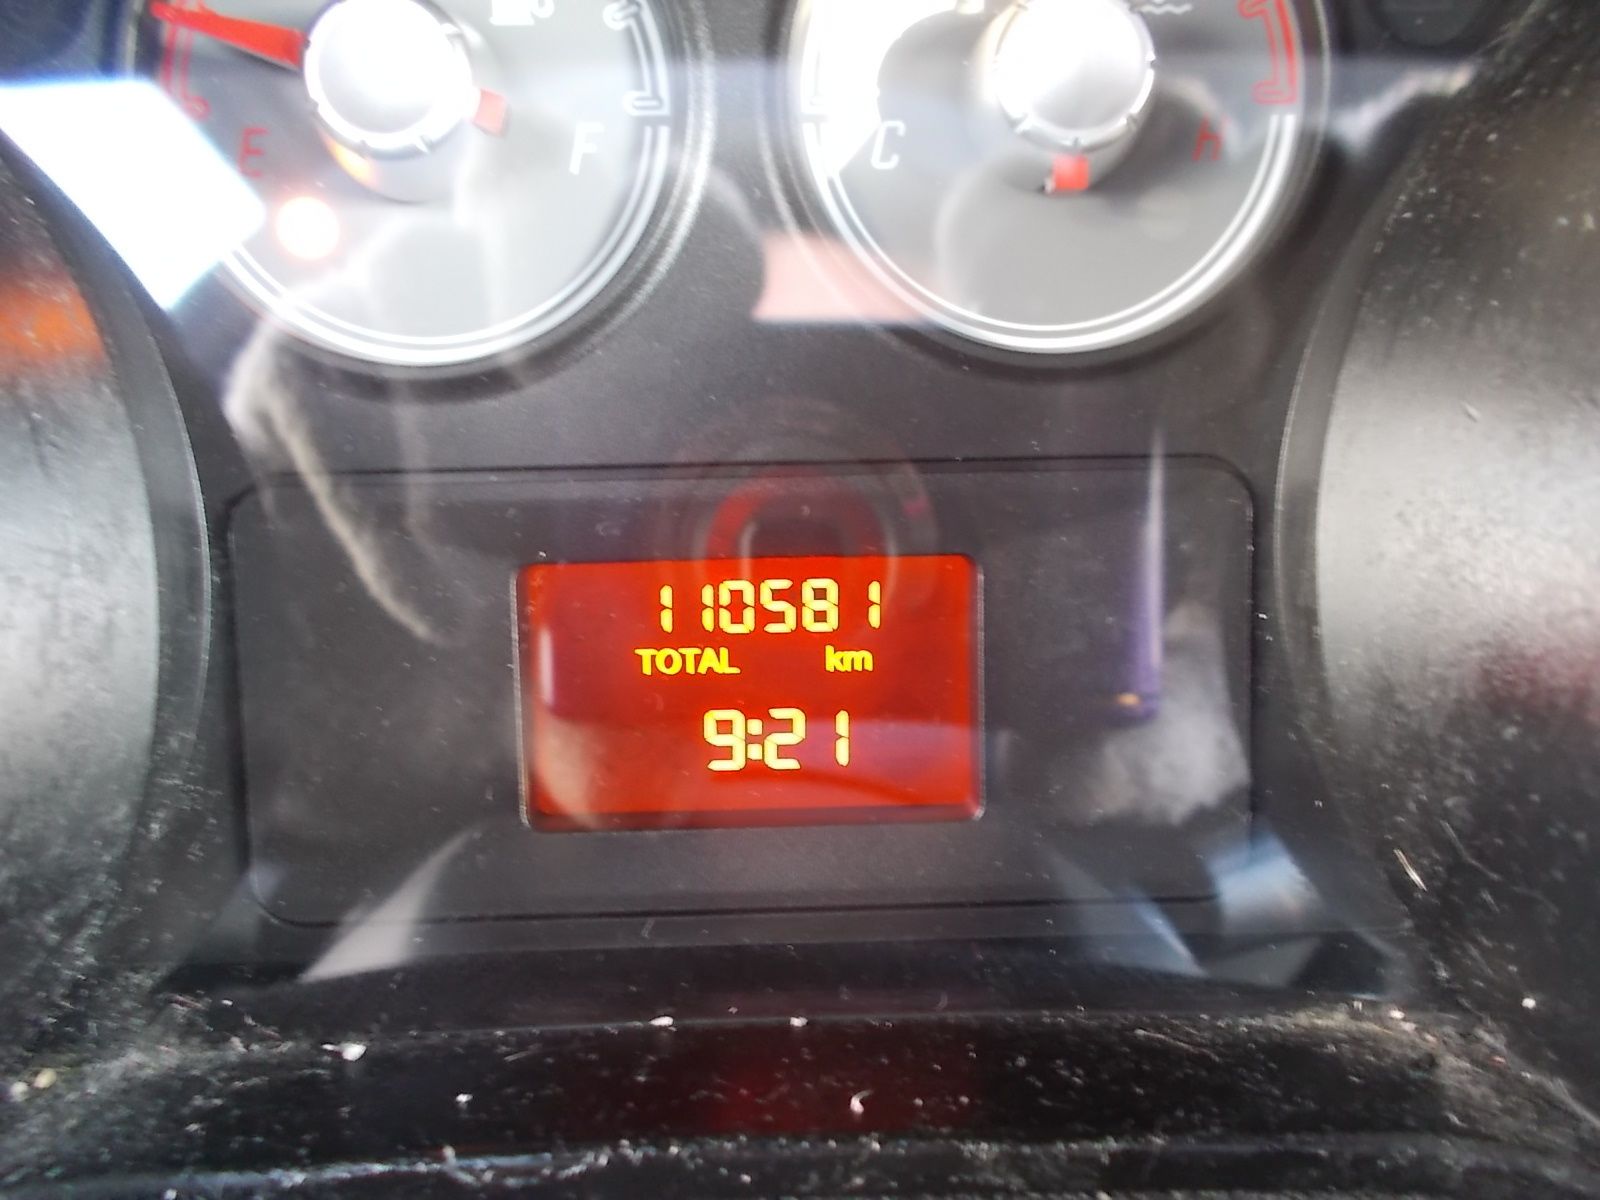 E F
C H
110581
TOTAL km
9:21